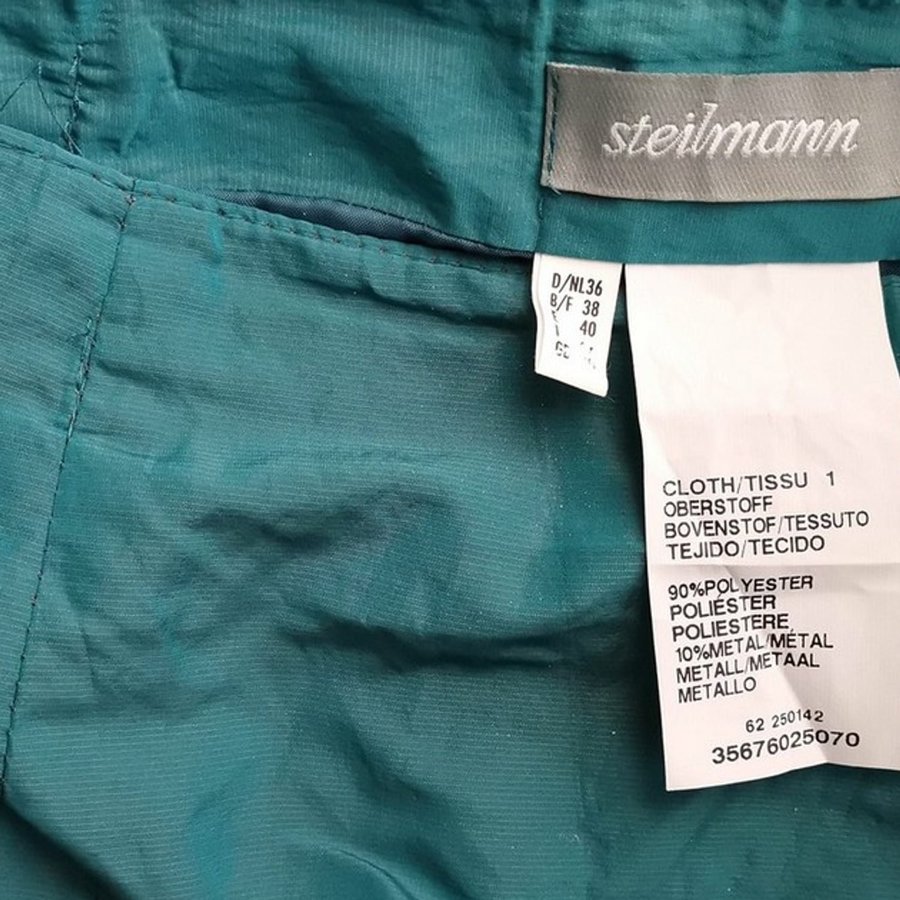 steilmann
D/NL36
B/F 38
40
GB
CLOTH/TISSU 1
OBERSTOFF
BOVENSTOF/TESSUTO
TEJIDO/TECIDO
90%POLYESTER
POLIÉSTER
POLIESTERE
10%METAL/MÉTAL
METALL/METAAL
METALLO
62 250142
35676025070